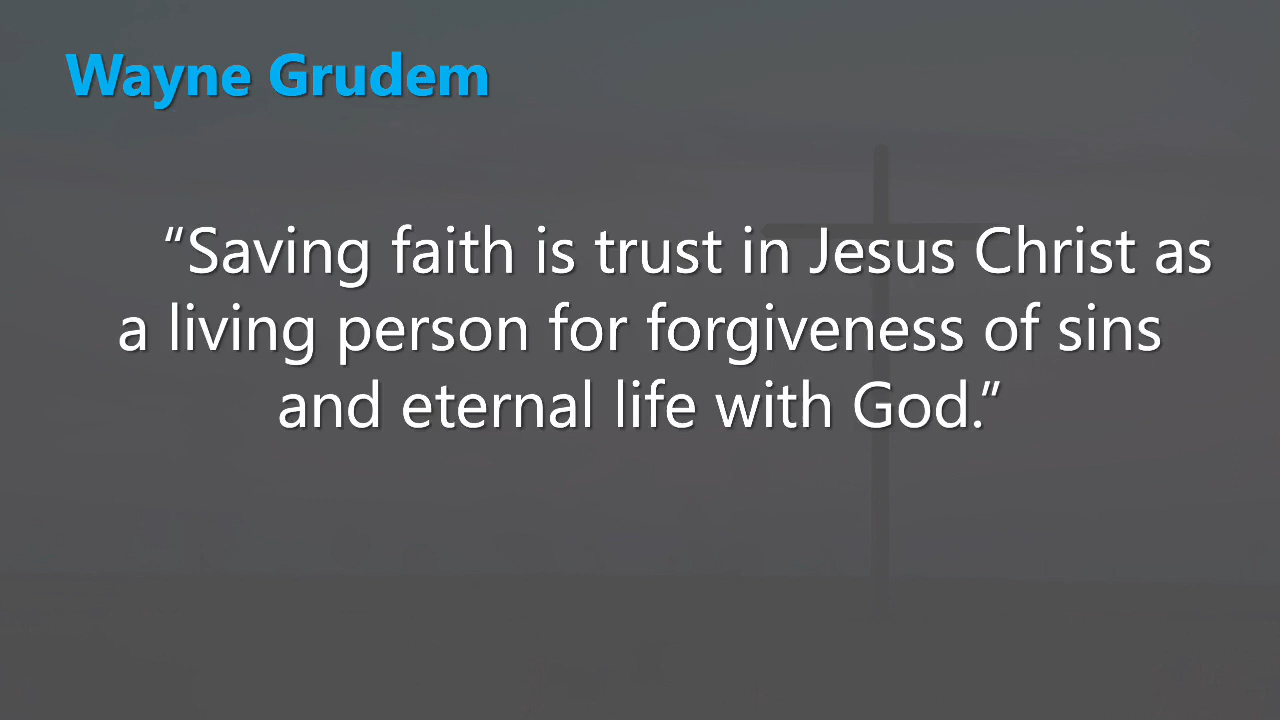 Wayne Grudem
“Saving faith is trust in Jesus Christ as
a living person for forgiveness of sins
and eternal life with God.”